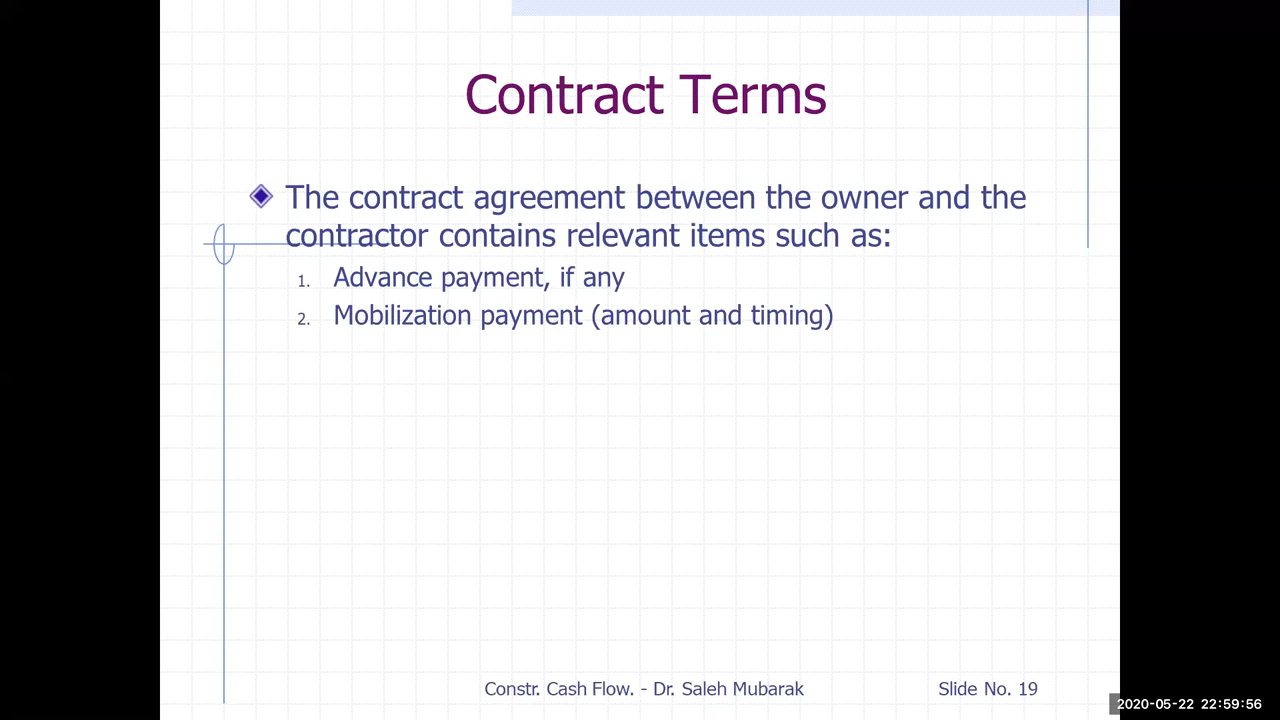 Contract Terms
The contract agreement between the owner and the
contractor contains relevant items such as:
1. Advance payment, if any
2. Mobilization payment (amount and timing)
Constr. Cash Flow. - Dr. Saleh Mubarak
Slide No. 19
2020-05-22 22:59:56